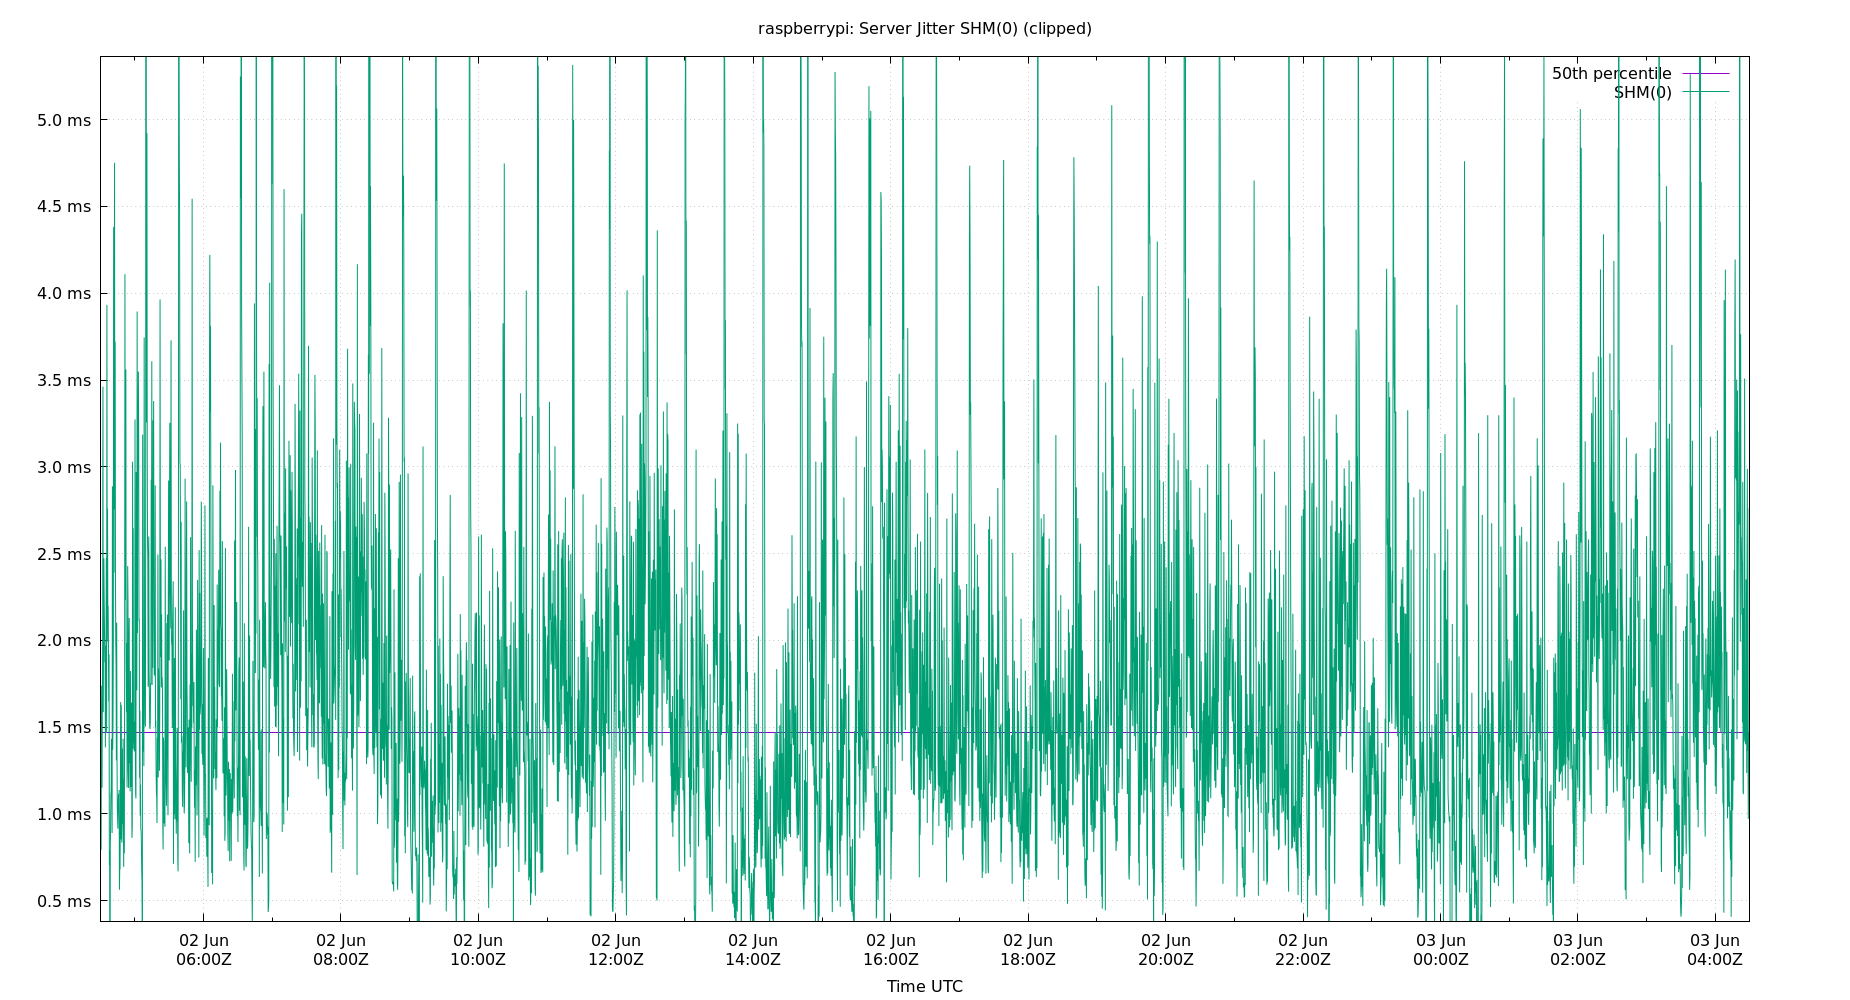 raspberrypi: Server Jitter SHM(0) (clipped)
50th percentile
SHM(0)
5.0 ms
4.5 ms
4.0 ms
3.5 ms
3.0 ms
2.5 ms
2.0 ms
1.5 ms
1.0 ms
0.5 ms
02 Jun 02 Jun 02 Jun 02 Jun 02 Jun 02 Jun 02 Jun 02 Jun 02 Jun 03 Jun 03 Jun 03 Jun
06:00Z 08:00Z 10:00Z 12:00Z 14:00Z 16:00Z 18:00Z 20:00Z 22:00Z 00:00Z 02:00Z 04:00Z
Time UTC